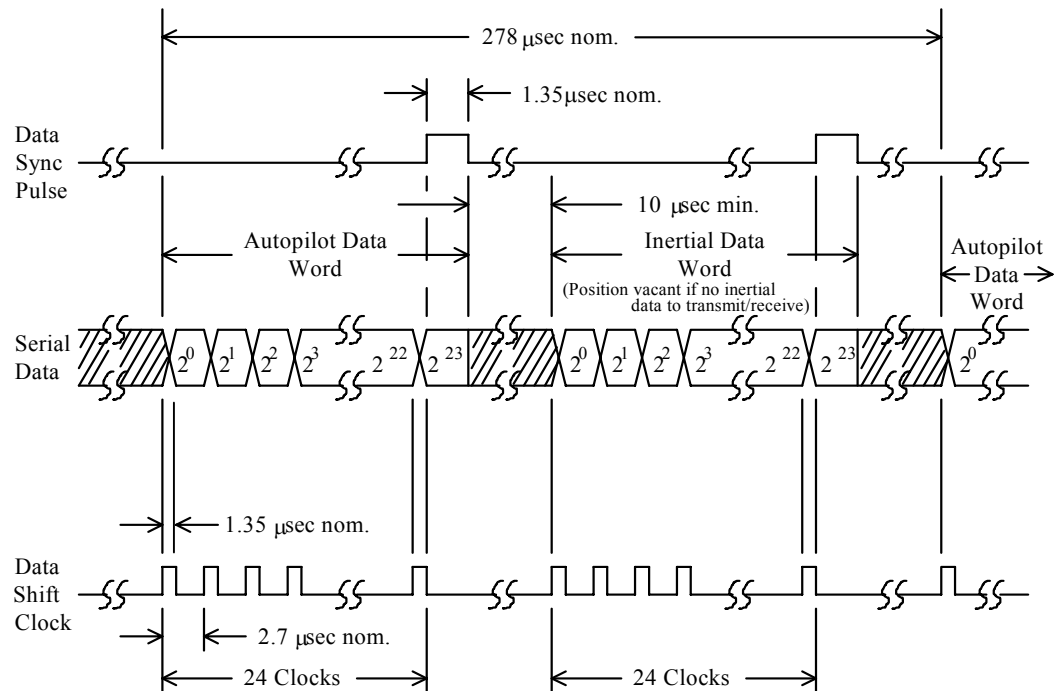 278 µsec nom.
1.35µsec nom.
Data
Sync
Pulse
10 µsec min.
Autopilot Data
Word
Inertial Data
Word
(Position vacant if no inertial
data to transmit/receive)
Autopilot
Data
Word
Serial
Data
2^0 2^1 2^2 2^3 2^22 2^23 2^0 2^1 2^2 2^3 2^22 2^23 2^0
1.35 µsec nom.
Data
Shift
Clock
2.7 µsec nom.
24 Clocks 24 Clocks